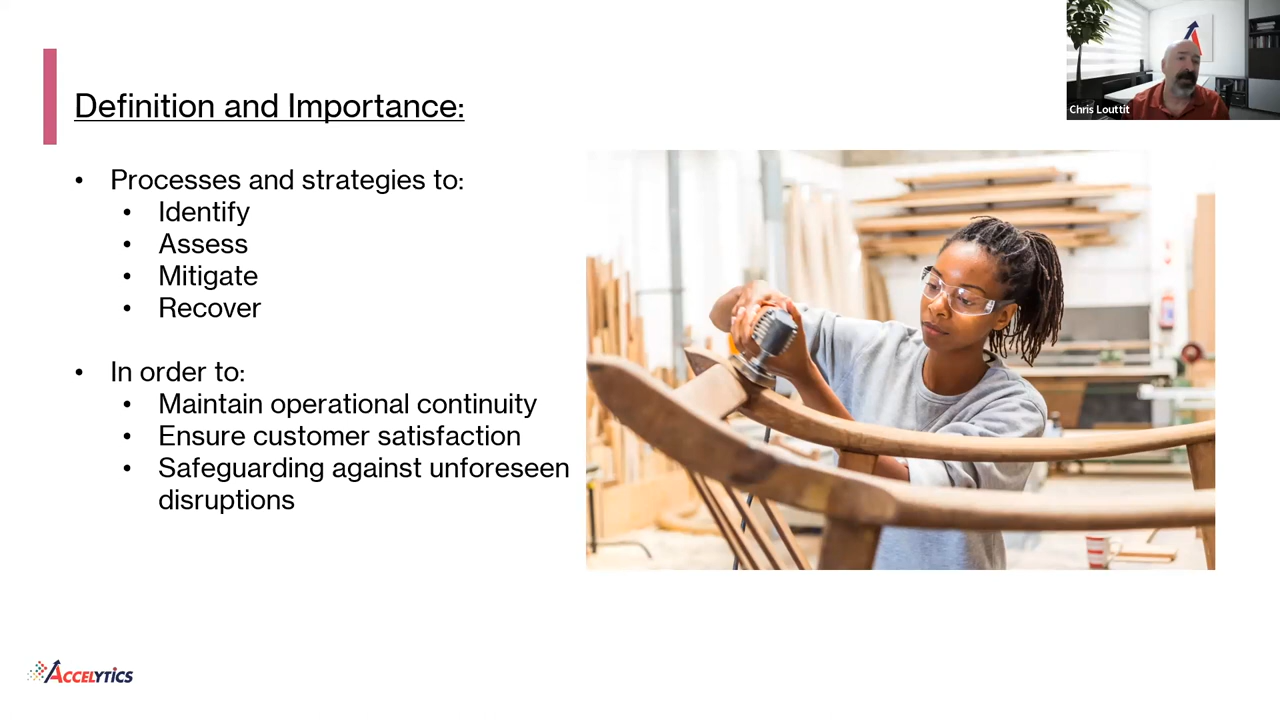 Chris Louttit
Definition and Importance:
• Processes and strategies to:
• Identify
• Assess
• Mitigate
• Recover
• In order to:
• Maintain operational continuity
• Ensure customer satisfaction
• Safeguarding against unforeseen
disruptions
ACCELYTICS